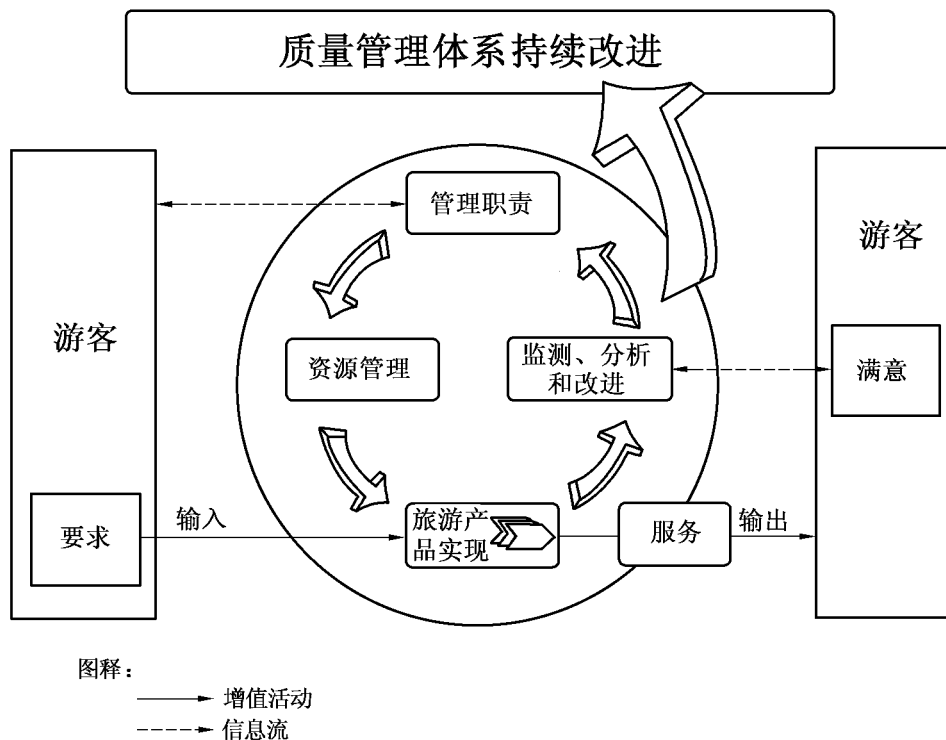 质量管理体系持续改进
管理职责
游客
游客
资源管理
监测、分析
和改进
满意
要求
输入
旅游产
品实现
服务
输出
图释：
增值活动
信息流